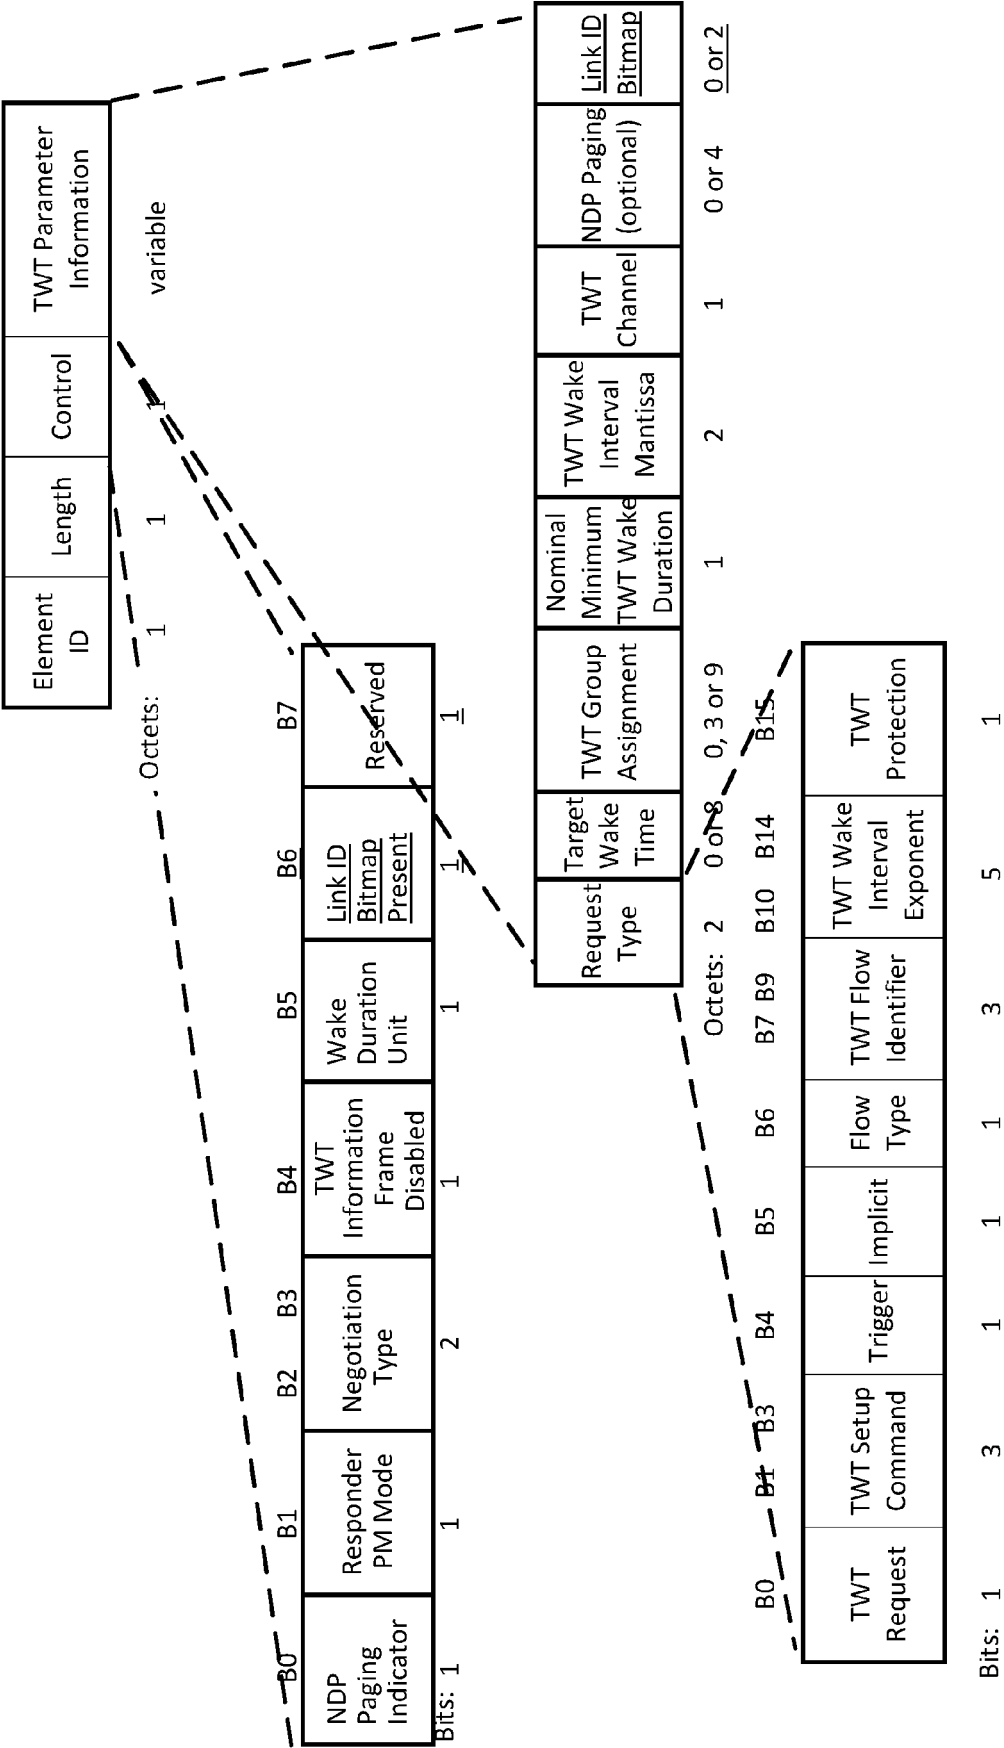 Element
ID
Length
Control
TWT Parameter
Information
Octets:
1
1
1
variable
B0
B1
B2
B3
B4
B5
B6
B7
NDP
Paging
Indicator
Responder
PM Mode
Negotiation
Type
TWT
Information
Frame
Disabled
Wake
Duration
Unit
Link ID
Bitmap
Present
Reserved
Bits:
1
1
2
1
1
1
1
Request
Type
Target
Wake
Time
TWT Group
Assignment
Nominal
Minimum
TWT Wake
Duration
TWT Wake
Interval
Mantissa
TWT
Channel
NDP Paging
(optional)
Link ID
Bitmap
Octets:
2
0 or 8
0, 3 or 9
1
2
1
0 or 4
0 or 2
B0
B1
B3
B4
B5
B6
B7
B9
B10
B14
B15
TWT
Request
TWT Setup
Command
Trigger
Implicit
Flow
Type
TWT Flow
Identifier
TWT Wake
Interval
Exponent
TWT
Protection
Bits:
1
3
1
1
1
3
5
1